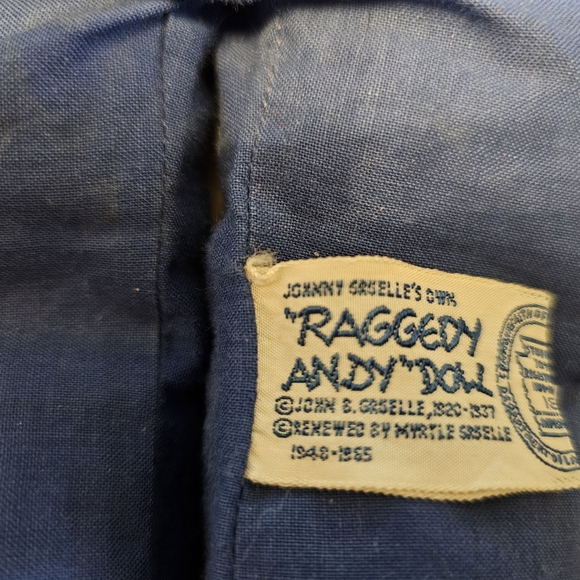 JOHNNY GRUELLE'S OWN
"RAGGEDY
ANDY" DOLL
©JOHN B. GRUELLE, 1920-1937
©RENEWED BY MYRTLE GRUELLE
1948-1965